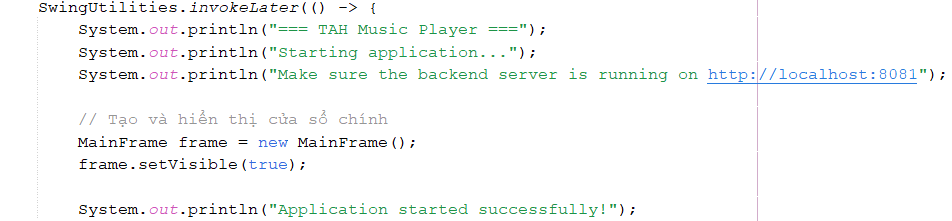 SwingUtilities.invokeLater(() -> {
System.out.println("=== TAH Music Player ===");
System.out.println("Starting application...");
System.out.println("Make sure the backend server is running on http://localhost:8081");
// Tạo và hiển thị cửa sổ chính
MainFrame frame = new MainFrame();
frame.setVisible(true);
System.out.println("Application started successfully!");